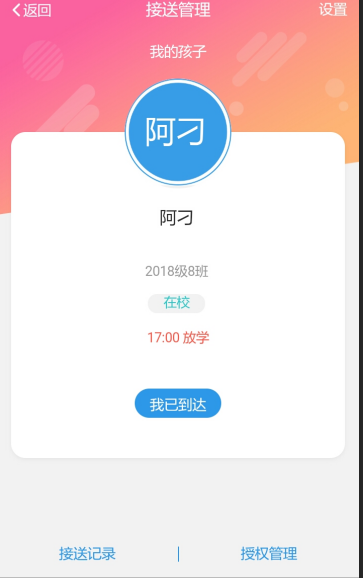 返回 接送管理 设置
我的孩子
阿刁
阿刁
2018级8班
在校
17:00 放学
我已到达
接送记录 | 授权管理